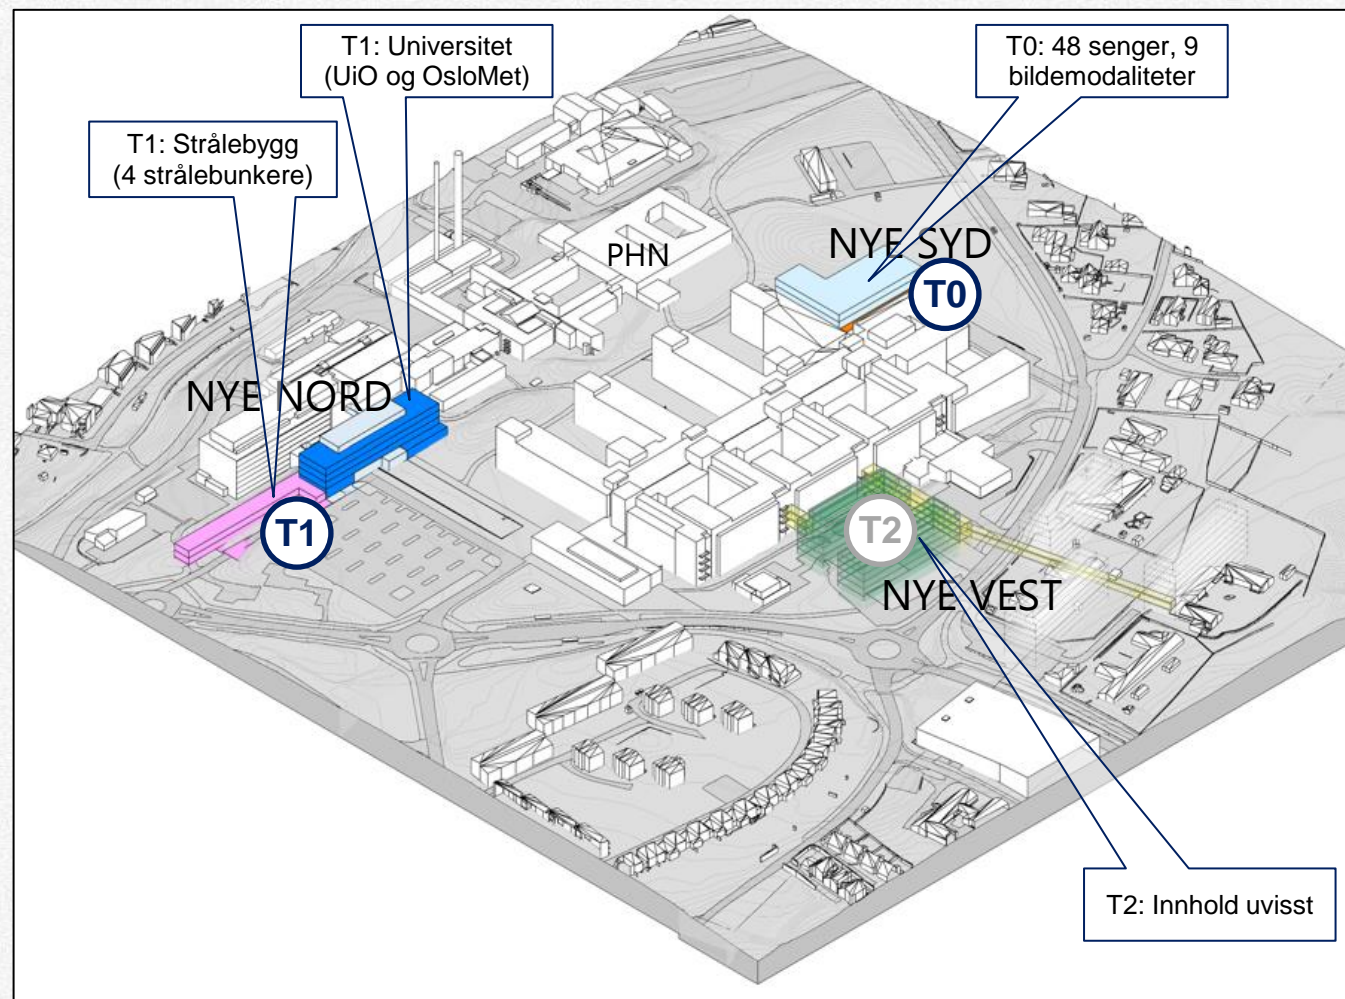 T1: Universitet
(UiO og OsloMet)
T0: 48 senger, 9
bildemodaliteter
T1: Strålebygg
(4 strålebunkere)
PHN
NYE SYD
T0
NYE NORD
T1
T2
NYE VEST
T2: Innhold uvisst